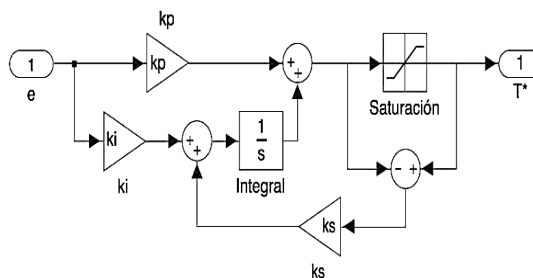 kp
1
kp
+
+
1
e
Saturación
T*
ki
+
+
1
s
- +
ki
Integral
ks
ks